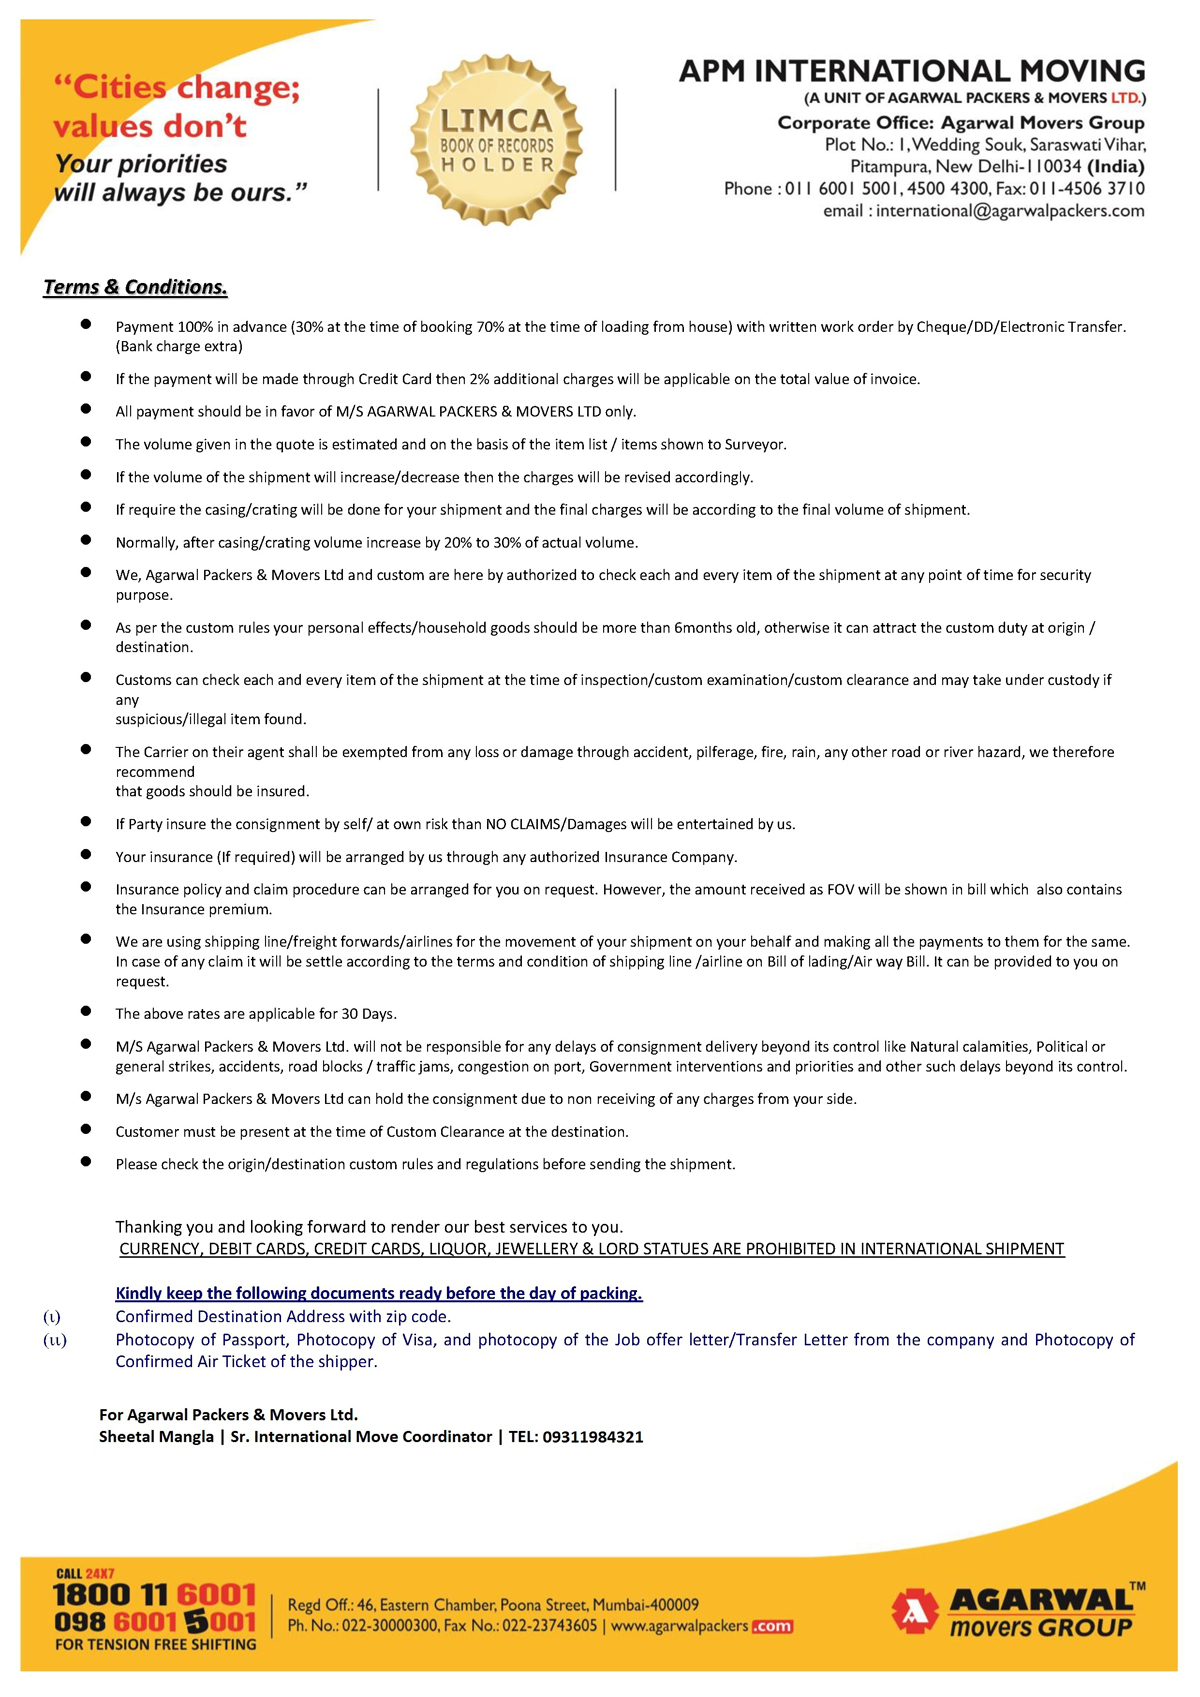 “Cities change;
values don’t
Your priorities
will always be ours.”
LIMCA
BOOK OF RECORDS
HOLDER
APM INTERNATIONAL MOVING
(A UNIT OF AGARWAL PACKERS & MOVERS LTD.)
Corporate Office: Agarwal Movers Group
Plot No.: 1, Wedding Souk, Saraswati Vihar,
Pitampura, New Delhi-110034 (India)
Phone : 011 6001 5001, 4500 4300, Fax: 011-4506 3710
email : international@agarwalpackers.com
Terms & Conditions.
● Payment 100% in advance (30% at the time of booking 70% at the time of loading from house) with written work order by Cheque/DD/Electronic Transfer.
(Bank charge extra)
● If the payment will be made through Credit Card then 2% additional charges will be applicable on the total value of invoice.
● All payment should be in favor of M/S AGARWAL PACKERS & MOVERS LTD only.
● The volume given in the quote is estimated and on the basis of the item list / items shown to Surveyor.
● If the volume of the shipment will increase/decrease then the charges will be revised accordingly.
● If require the casing/crating will be done for your shipment and the final charges will be according to the final volume of shipment.
● Normally, after casing/crating volume increase by 20% to 30% of actual volume.
● We, Agarwal Packers & Movers Ltd and custom are here by authorized to check each and every item of the shipment at any point of time for security
purpose.
● As per the custom rules your personal effects/household goods should be more than 6months old, otherwise it can attract the custom duty at origin /
destination.
● Customs can check each and every item of the shipment at the time of inspection/custom examination/custom clearance and may take under custody if
any
suspicious/illegal item found.
● The Carrier on their agent shall be exempted from any loss or damage through accident, pilferage, fire, rain, any other road or river hazard, we therefore
recommend
that goods should be insured.
● If Party insure the consignment by self/ at own risk than NO CLAIMS/Damages will be entertained by us.
● Your insurance (If required) will be arranged by us through any authorized Insurance Company.
● Insurance policy and claim procedure can be arranged for you on request. However, the amount received as FOV will be shown in bill which also contains
the Insurance premium.
● We are using shipping line/freight forwards/airlines for the movement of your shipment on your behalf and making all the payments to them for the same.
In case of any claim it will be settle according to the terms and condition of shipping line /airline on Bill of lading/Air way Bill. It can be provided to you on
request.
● The above rates are applicable for 30 Days.
● M/S Agarwal Packers & Movers Ltd. will not be responsible for any delays of consignment delivery beyond its control like Natural calamities, Political or
general strikes, accidents, road blocks / traffic jams, congestion on port, Government interventions and priorities and other such delays beyond its control.
● M/s Agarwal Packers & Movers Ltd can hold the consignment due to non receiving of any charges from your side.
● Customer must be present at the time of Custom Clearance at the destination.
● Please check the origin/destination custom rules and regulations before sending the shipment.
Thanking you and looking forward to render our best services to you.
CURRENCY, DEBIT CARDS, CREDIT CARDS, LIQUOR, JEWELLERY & LORD STATUES ARE PROHIBITED IN INTERNATIONAL SHIPMENT
Kindly keep the following documents ready before the day of packing.
(ι) Confirmed Destination Address with zip code.
(ιι) Photocopy of Passport, Photocopy of Visa, and photocopy of the Job offer letter/Transfer Letter from the company and Photocopy of
Confirmed Air Ticket of the shipper.
For Agarwal Packers & Movers Ltd.
Sheetal Mangla | Sr. International Move Coordinator | TEL: 09311984321
CALL 24X7
1800 11 6001
098 6001 5001
FOR TENSION FREE SHIFTING
Regd Off.: 46, Eastern Chamber, Poona Street, Mumbai-400009
Ph. No.: 022-30000300, Fax No.: 022-23743605 | www.agarwalpackers.com
AGARWAL™
movers GROUP